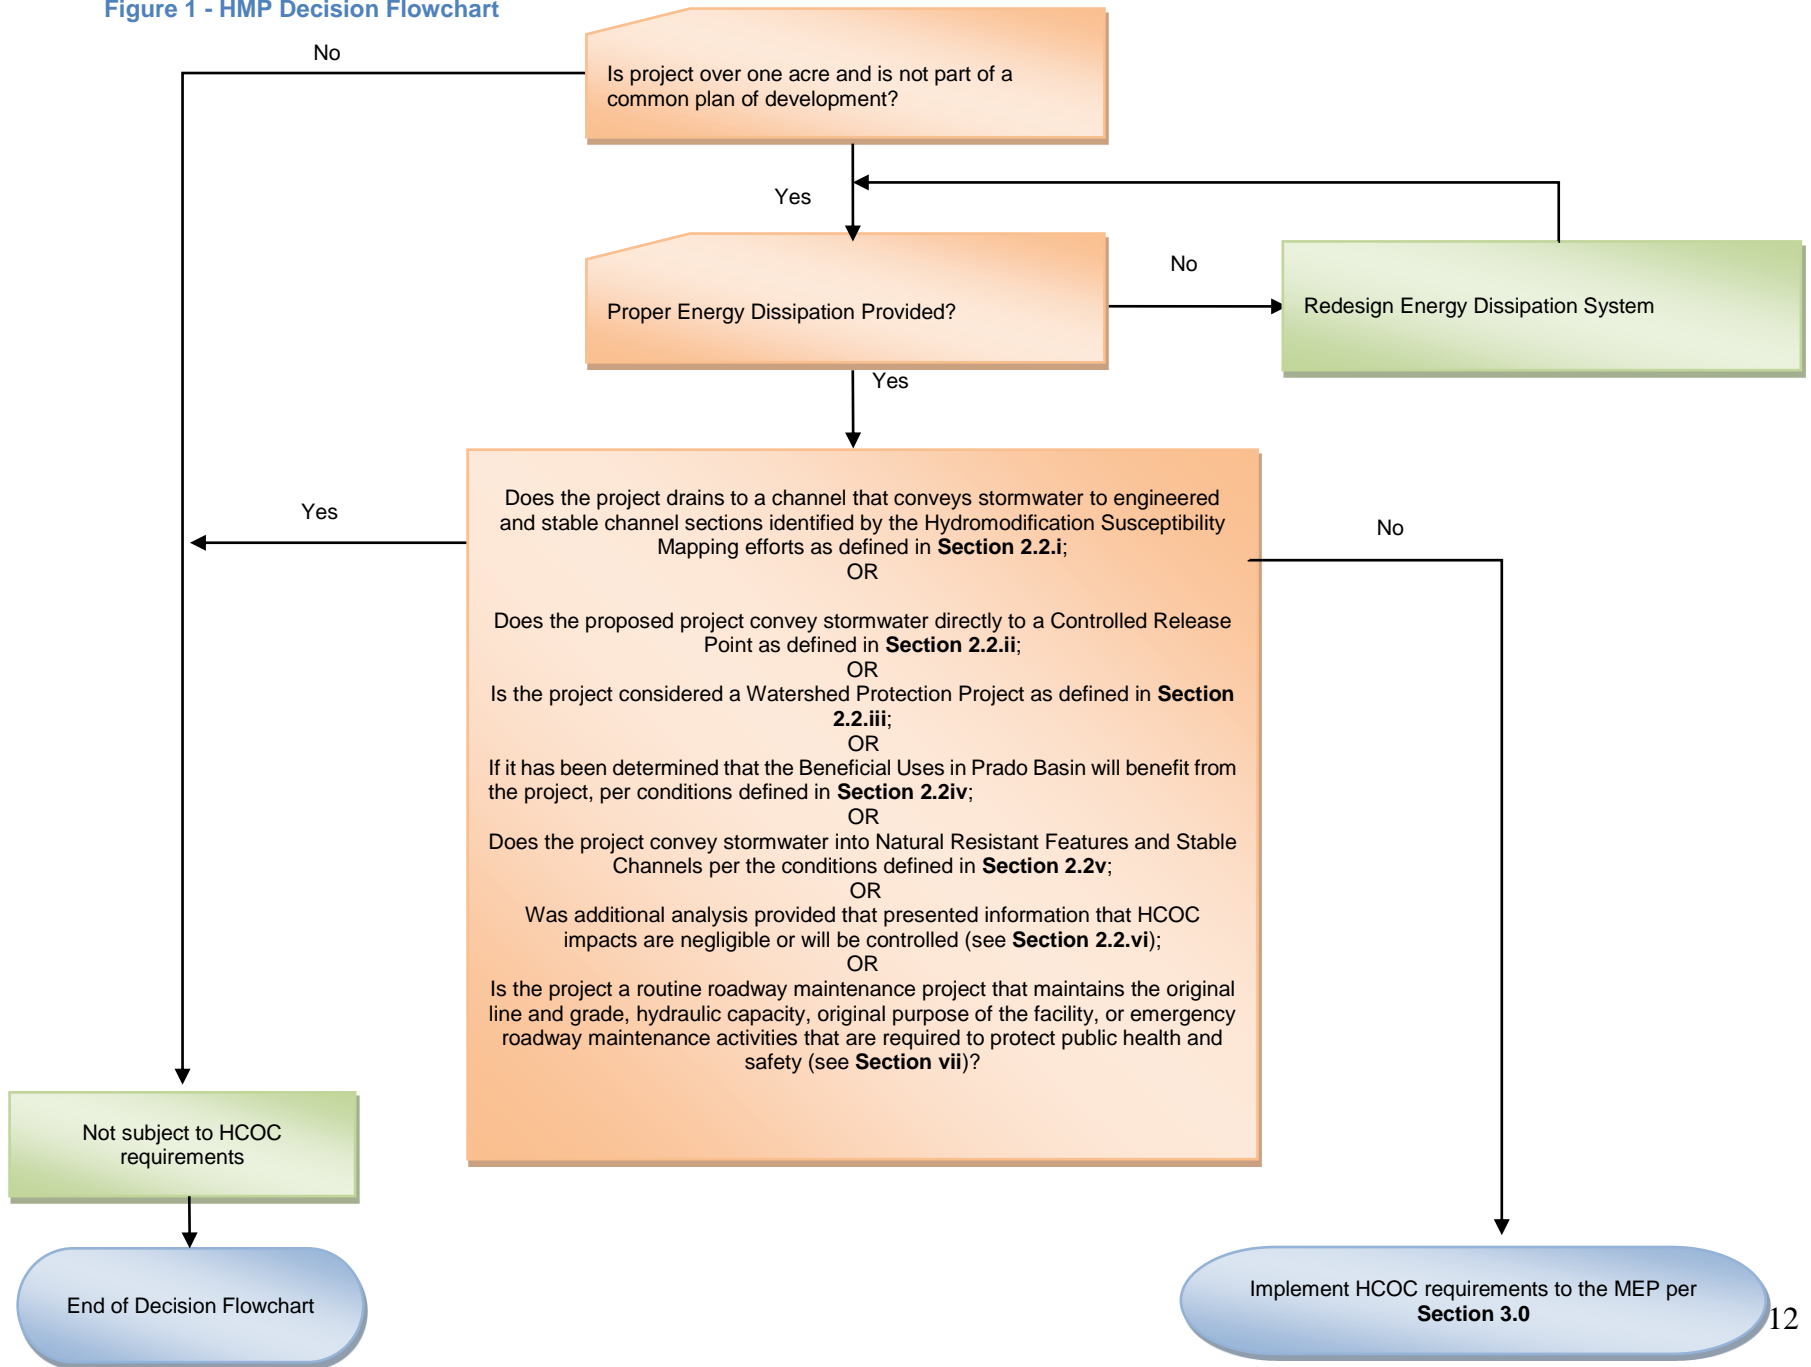 Figure 1 - HMP Decision Flowchart
No
Is project over one acre and is not part of a
common plan of development?
Yes
Proper Energy Dissipation Provided?
No
Redesign Energy Dissipation System
Yes
Does the project drains to a channel that conveys stormwater to engineered
and stable channel sections identified by the Hydromodification Susceptibility
Mapping efforts as defined in Section 2.2.i;
OR
Does the proposed project convey stormwater directly to a Controlled Release
Point as defined in Section 2.2.ii;
OR
Is the project considered a Watershed Protection Project as defined in Section
2.2.iii;
OR
If it has been determined that the Beneficial Uses in Prado Basin will benefit from
the project, per conditions defined in Section 2.2iv;
OR
Does the project convey stormwater into Natural Resistant Features and Stable
Channels per the conditions defined in Section 2.2v;
OR
Was additional analysis provided that presented information that HCOC
impacts are negligible or will be controlled (see Section 2.2.vi);
OR
Is the project a routine roadway maintenance project that maintains the original
line and grade, hydraulic capacity, original purpose of the facility, or emergency
roadway maintenance activities that are required to protect public health and
safety (see Section vii)?
Yes
No
Not subject to HCOC
requirements
End of Decision Flowchart
Implement HCOC requirements to the MEP per
Section 3.0
12